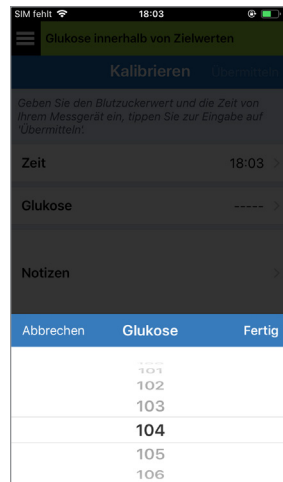 SIM fehlt 18:03
Glukose innerhalb von Zielwerten
Kalibrieren Übermitteln
Geben Sie den Blutzuckerwert und die Zeit von
Ihrem Messgerät ein, tippen Sie zur Eingabe auf
'Übermitteln'.
Zeit 18:03 >
Glukose ----- >
Notizen >
Abbrechen Glukose Fertig
101
102
103
104
105
106